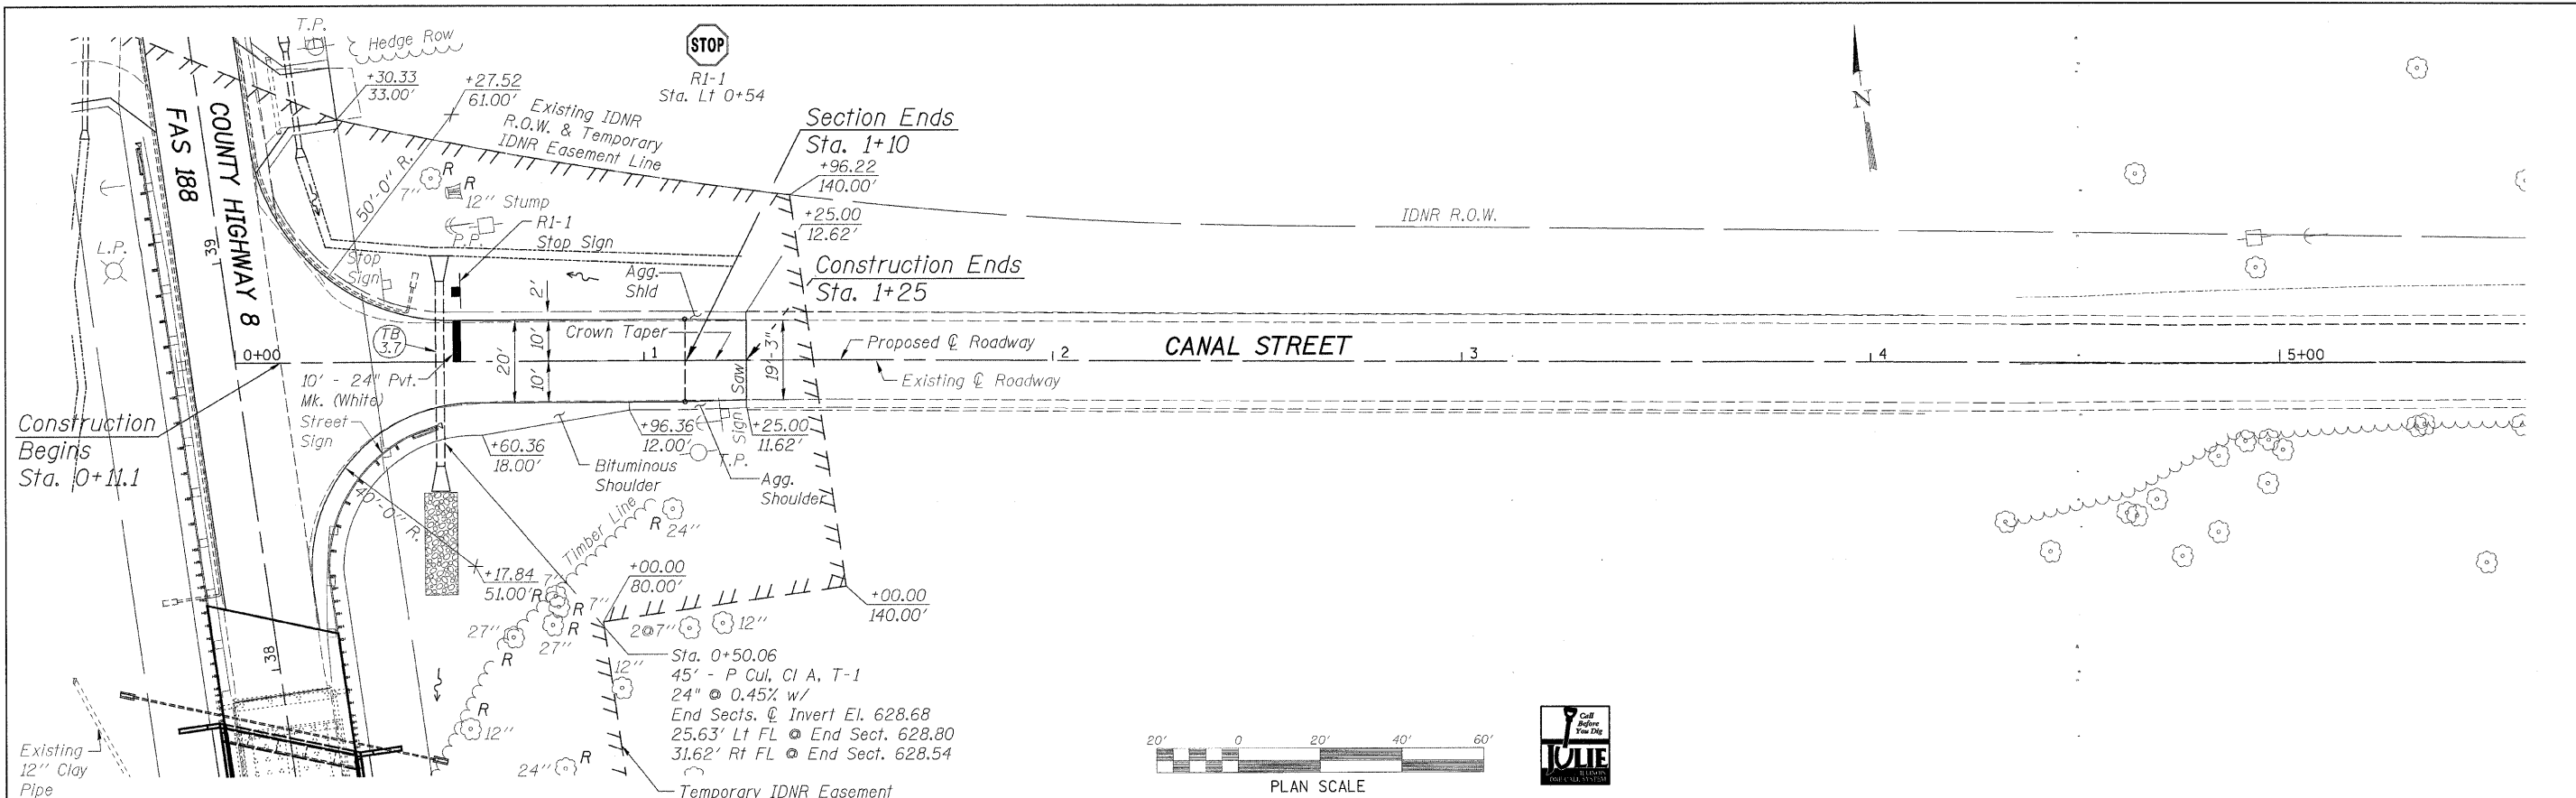 T.P.
Hedge Row
+30.33
33.00'
+27.52
61.00'
STOP
R1-1
Sta. Lt 0+54
Existing IDNR
R.O.W. & Temporary
IDNR Easement Line
Section Ends
Sta. 1+10
+96.22
140.00'
N
COUNTY HIGHWAY 8
FAS 188
39
L.P.
50'-0" R.
7"
R
R
12" Stump
P.P.
R1-1
Stop Sign
Stop
Sign
+25.00
12.62'
IDNR R.O.W.
Construction Ends
Sta. 1+25
Agg.
Shld
2'
TB
3.7
0+00
20'
10'
10'
Crown Taper
1
Saw
19'-3"
Proposed ℄ Roadway
Existing ℄ Roadway
2
CANAL STREET
3
4
5+00
10' - 24" Pvt.
Mk. (White)
Street
Sign
Construction
Begins
Sta. 0+11.1
+60.36
18.00'
Bituminous
Shoulder
+96.36
12.00'
Sign
T.P.
+25.00
11.62'
Agg.
Shoulder
40'-0" R.
+17.84
51.00'
Timber Line
R
24"
7"
R
R
7"
27"
R
27"
R
+00.00
80.00'
2@7"
12"
+00.00
140.00'
38
12"
R
12"
24"
R
Sta. 0+50.06
45' - P Cul, Cl A, T-1
24" @ 0.45% w/
End Sects. ℄ Invert El. 628.68
25.63' Lt FL @ End Sect. 628.80
31.62' Rt FL @ End Sect. 628.54
Temporary IDNR Easement
Existing
12" Clay
Pipe
20'
0
20'
40'
60'
PLAN SCALE
Call
Before
You Dig
JULIE
ILLINOIS
ONE CALL SYSTEM